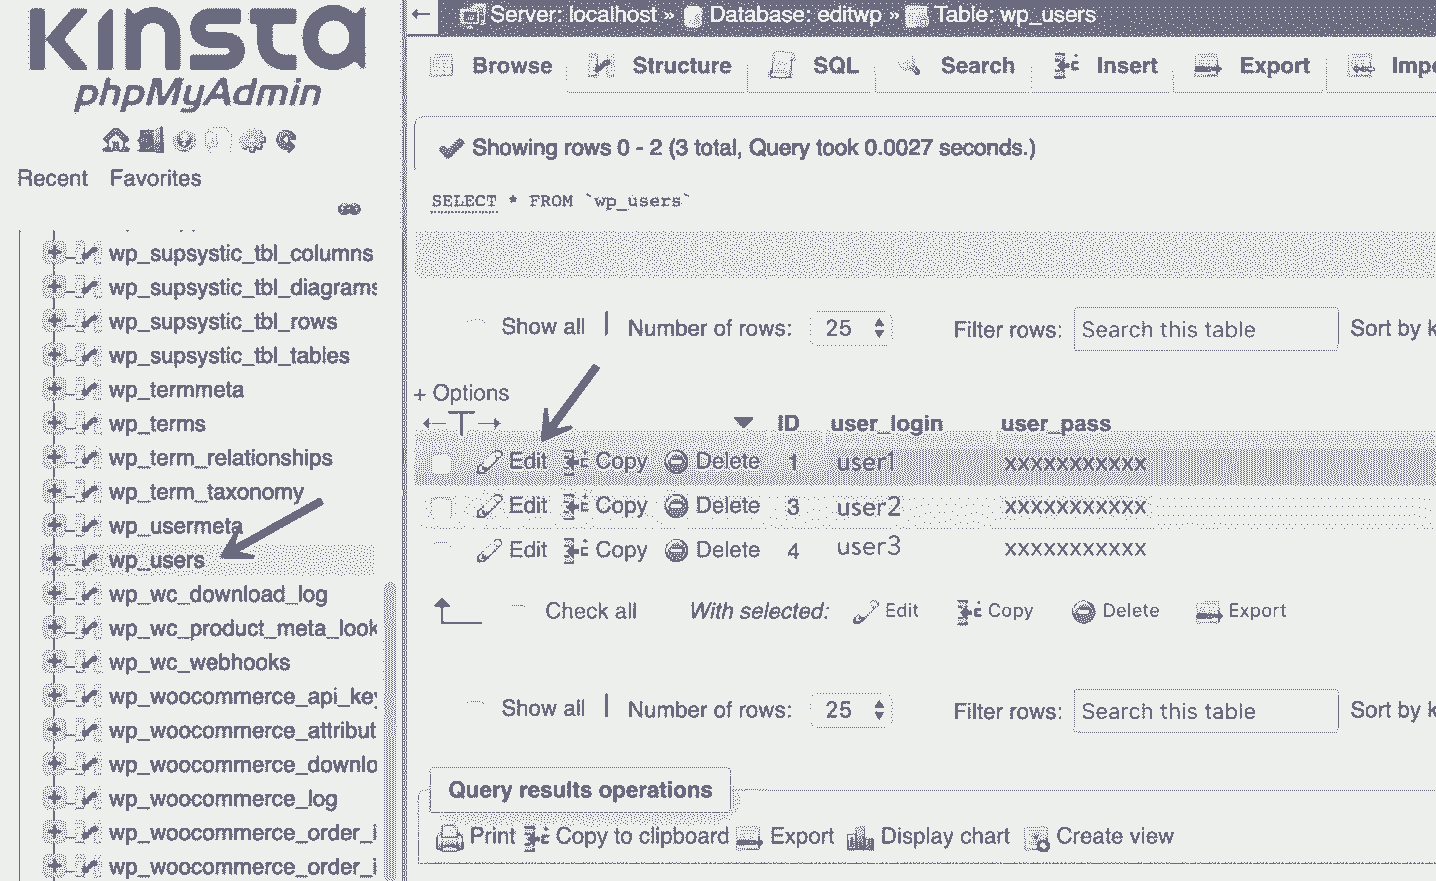 KINSTA
phpMyAdmin
Recent Favorites
wp_supsystic_tbl_columns
wp_supsystic_tbl_diagrams
wp_supsystic_tbl_rows
wp_supsystic_tbl_tables
wp_termmeta
wp_terms
wp_term_relationships
wp_term_taxonomy
wp_usermeta
wp_users
wp_wc_download_log
wp_wc_product_meta_look
wp_wc_webhooks
wp_woocommerce_api_key
wp_woocommerce_attribut
wp_woocommerce_downlo
wp_woocommerce_log
wp_woocommerce_order_i
wp_woocommerce_order_i
Server: localhost » Database: editwp » Table: wp_users
Browse Structure SQL Search Insert Export Impo
Showing rows 0 - 2 (3 total, Query took 0.0027 seconds.)
SELECT * FROM `wp_users`
Show all | Number of rows: 25 Filter rows: Search this table Sort by k
+ Options
←T→ ▼ ID user_login user_pass
Edit Copy Delete 1 user1 xxxxxxxxxxx
Edit Copy Delete 3 user2 xxxxxxxxxxx
Edit Copy Delete 4 user3 xxxxxxxxxxx
Check all With selected: Edit Copy Delete Export
Show all | Number of rows: 25 Filter rows: Search this table Sort by k
Query results operations
Print Copy to clipboard Export Display chart Create view